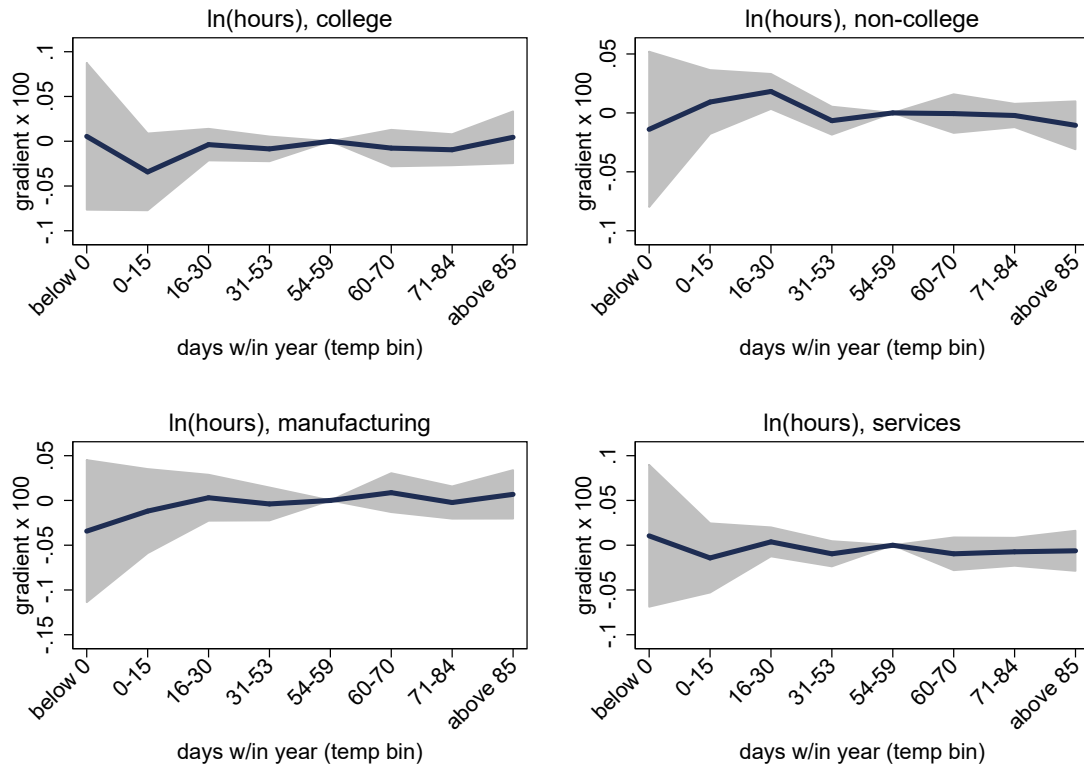 ln(hours), college
gradient x 100
.1
.05
0
-.05
-.1
below 0
0-15
16-30
31-53
54-59
60-70
71-84
above 85
days w/in year (temp bin)
ln(hours), non-college
gradient x 100
.05
0
-.05
-.1
below 0
0-15
16-30
31-53
54-59
60-70
71-84
above 85
days w/in year (temp bin)
ln(hours), manufacturing
gradient x 100
.05
0
-.05
-.1
-.15
below 0
0-15
16-30
31-53
54-59
60-70
71-84
above 85
days w/in year (temp bin)
ln(hours), services
gradient x 100
.1
.05
0
-.05
-.1
below 0
0-15
16-30
31-53
54-59
60-70
71-84
above 85
days w/in year (temp bin)